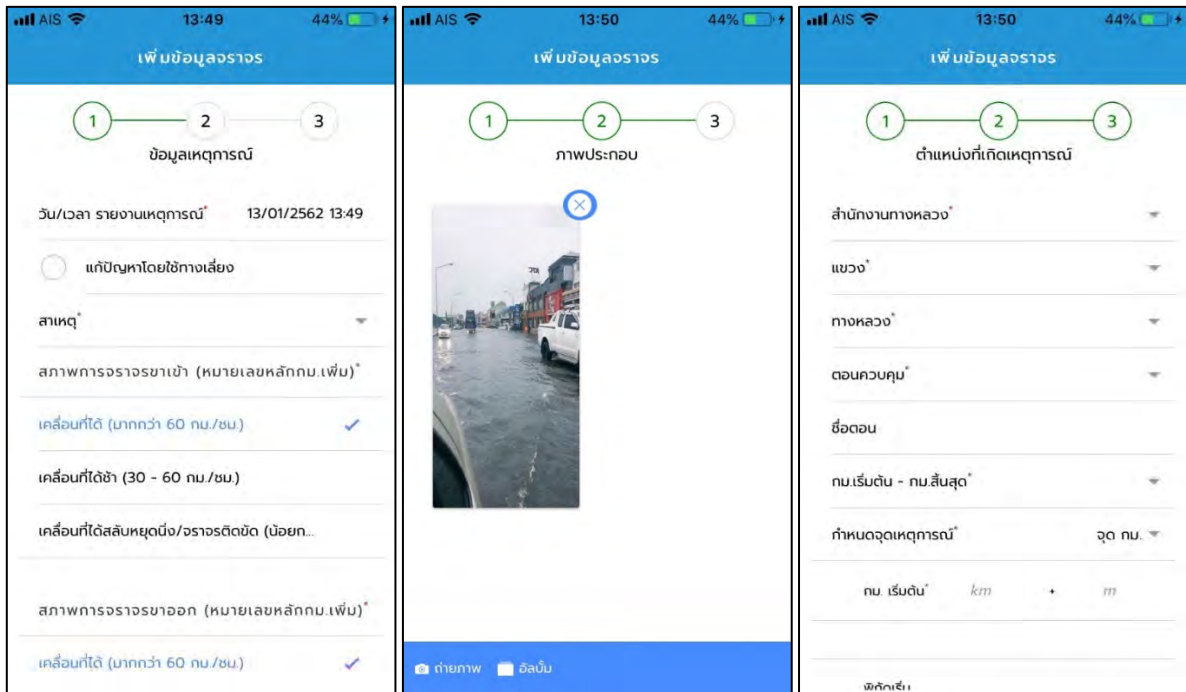 AIS 13:49 44%
เพิ่มข้อมูลจราจร
1 2 3
ข้อมูลเหตุการณ์
วัน/เวลา รายงานเหตุการณ์* 13/01/2562 13:49
แก้ปัญหาโดยใช้ทางเลี่ยง
สาเหตุ*
สภาพการจราจรขาเข้า (หมายเลขหลักกม.เพิ่ม)*
เคลื่อนที่ได้ (มากกว่า 60 กม./ชม.)
เคลื่อนที่ได้ช้า (30 - 60 กม./ชม.)
เคลื่อนที่ได้สลับหยุดนิ่ง/จราจรติดขัด (น้อยก...
สภาพการจราจรขาออก (หมายเลขหลักกม.เพิ่ม)*
เคลื่อนที่ได้ (มากกว่า 60 กม./ชม.)
AIS 13:50 44%
เพิ่มข้อมูลจราจร
1 2 3
ภาพประกอบ
ถ่ายภาพ อัลบั้ม
AIS 13:50 44%
เพิ่มข้อมูลจราจร
1 2 3
ตำแหน่งที่เกิดเหตุการณ์
สำนักงานทางหลวง*
แขวง*
ทางหลวง*
ตอนควบคุม*
ชื่อตอน
กม.เริ่มต้น - กม.สิ้นสุด*
กำหนดจุดเหตุการณ์* จุด กม.
กม. เริ่มต้น* km + m